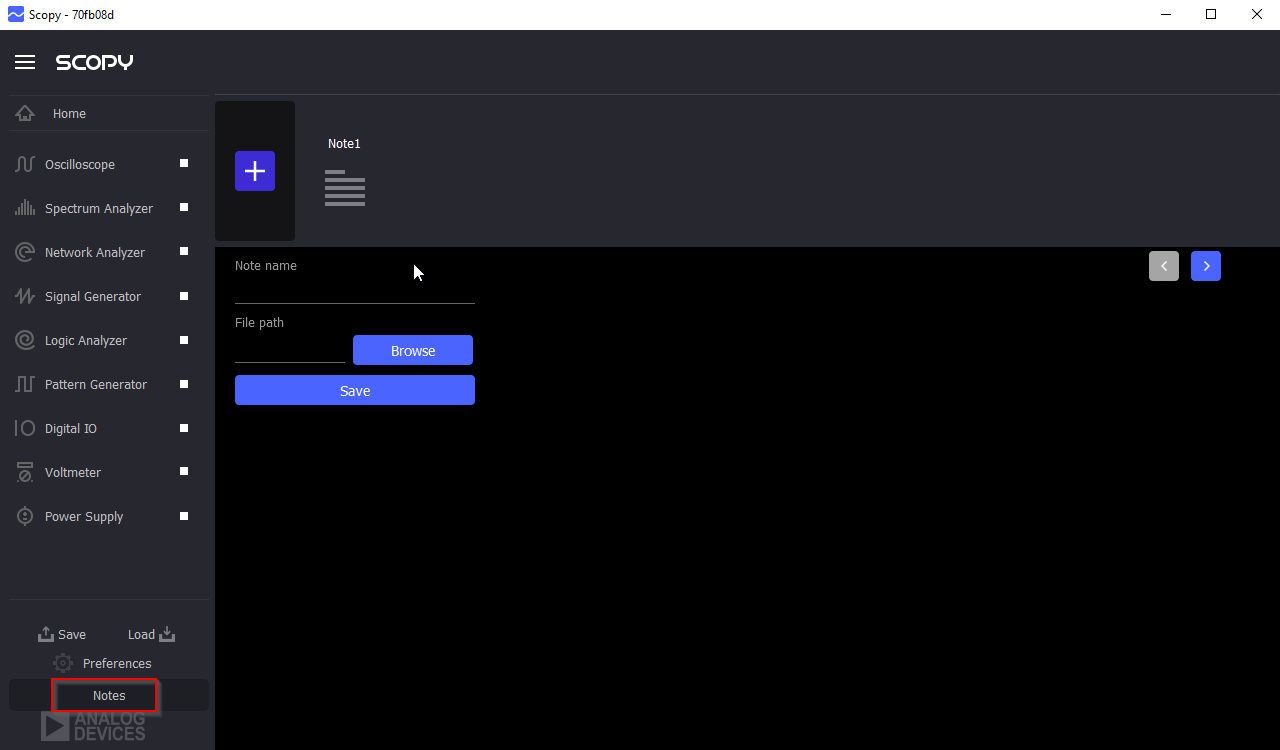 Scopy - 70fb08d
SCOPY
Home
Oscilloscope
Spectrum Analyzer
Network Analyzer
Signal Generator
Logic Analyzer
Pattern Generator
Digital IO
Voltmeter
Power Supply
Save Load
Preferences
Notes
ANALOG
DEVICES
Note1
Note name
File path
Browse
Save